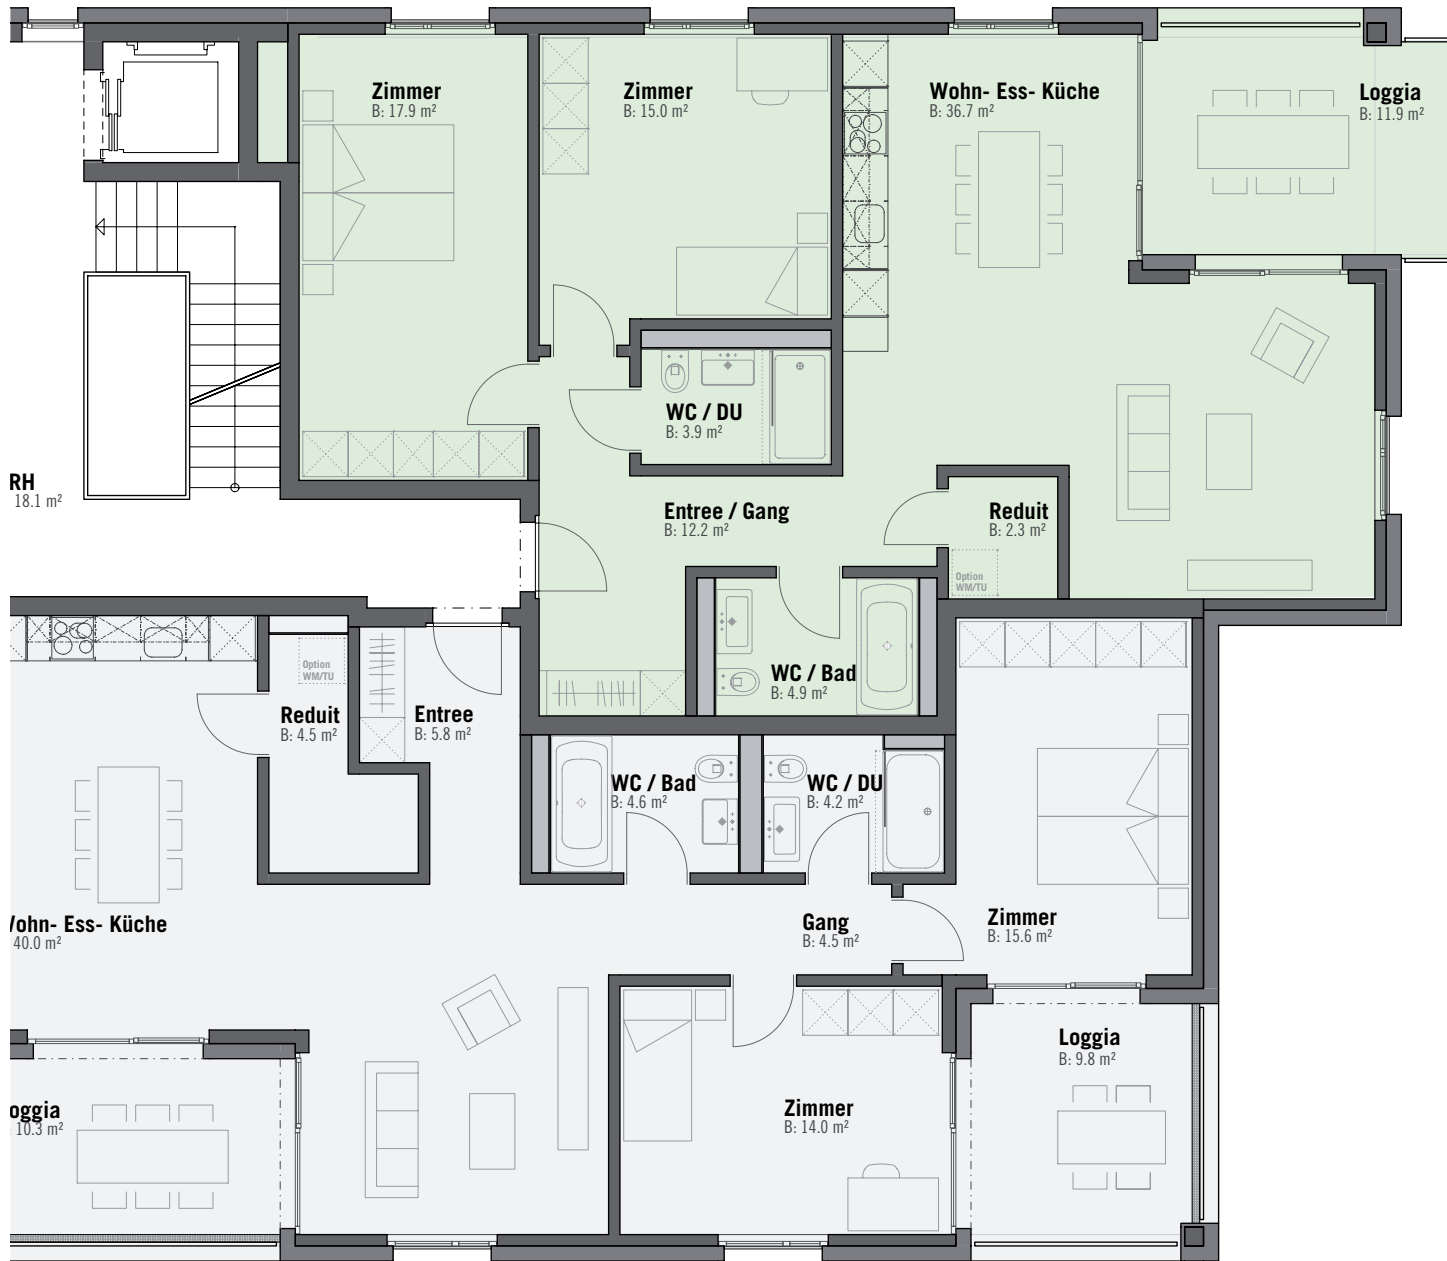 Zimmer
B: 17.9 m²
Zimmer
B: 15.0 m²
Wohn- Ess- Küche
B: 36.7 m²
Loggia
B: 11.9 m²
WC / DU
B: 3.9 m²
RH
18.1 m²
Entree / Gang
B: 12.2 m²
Reduit
B: 2.3 m²
Option
WM/TU
WC / Bad
B: 4.9 m²
Option
WM/TU
Reduit
B: 4.5 m²
Entree
B: 5.8 m²
WC / Bad
B: 4.6 m²
WC / DU
B: 4.2 m²
Wohn- Ess- Küche
40.0 m²
Gang
B: 4.5 m²
Zimmer
B: 15.6 m²
Loggia
B: 9.8 m²
oggia
10.3 m²
Zimmer
B: 14.0 m²